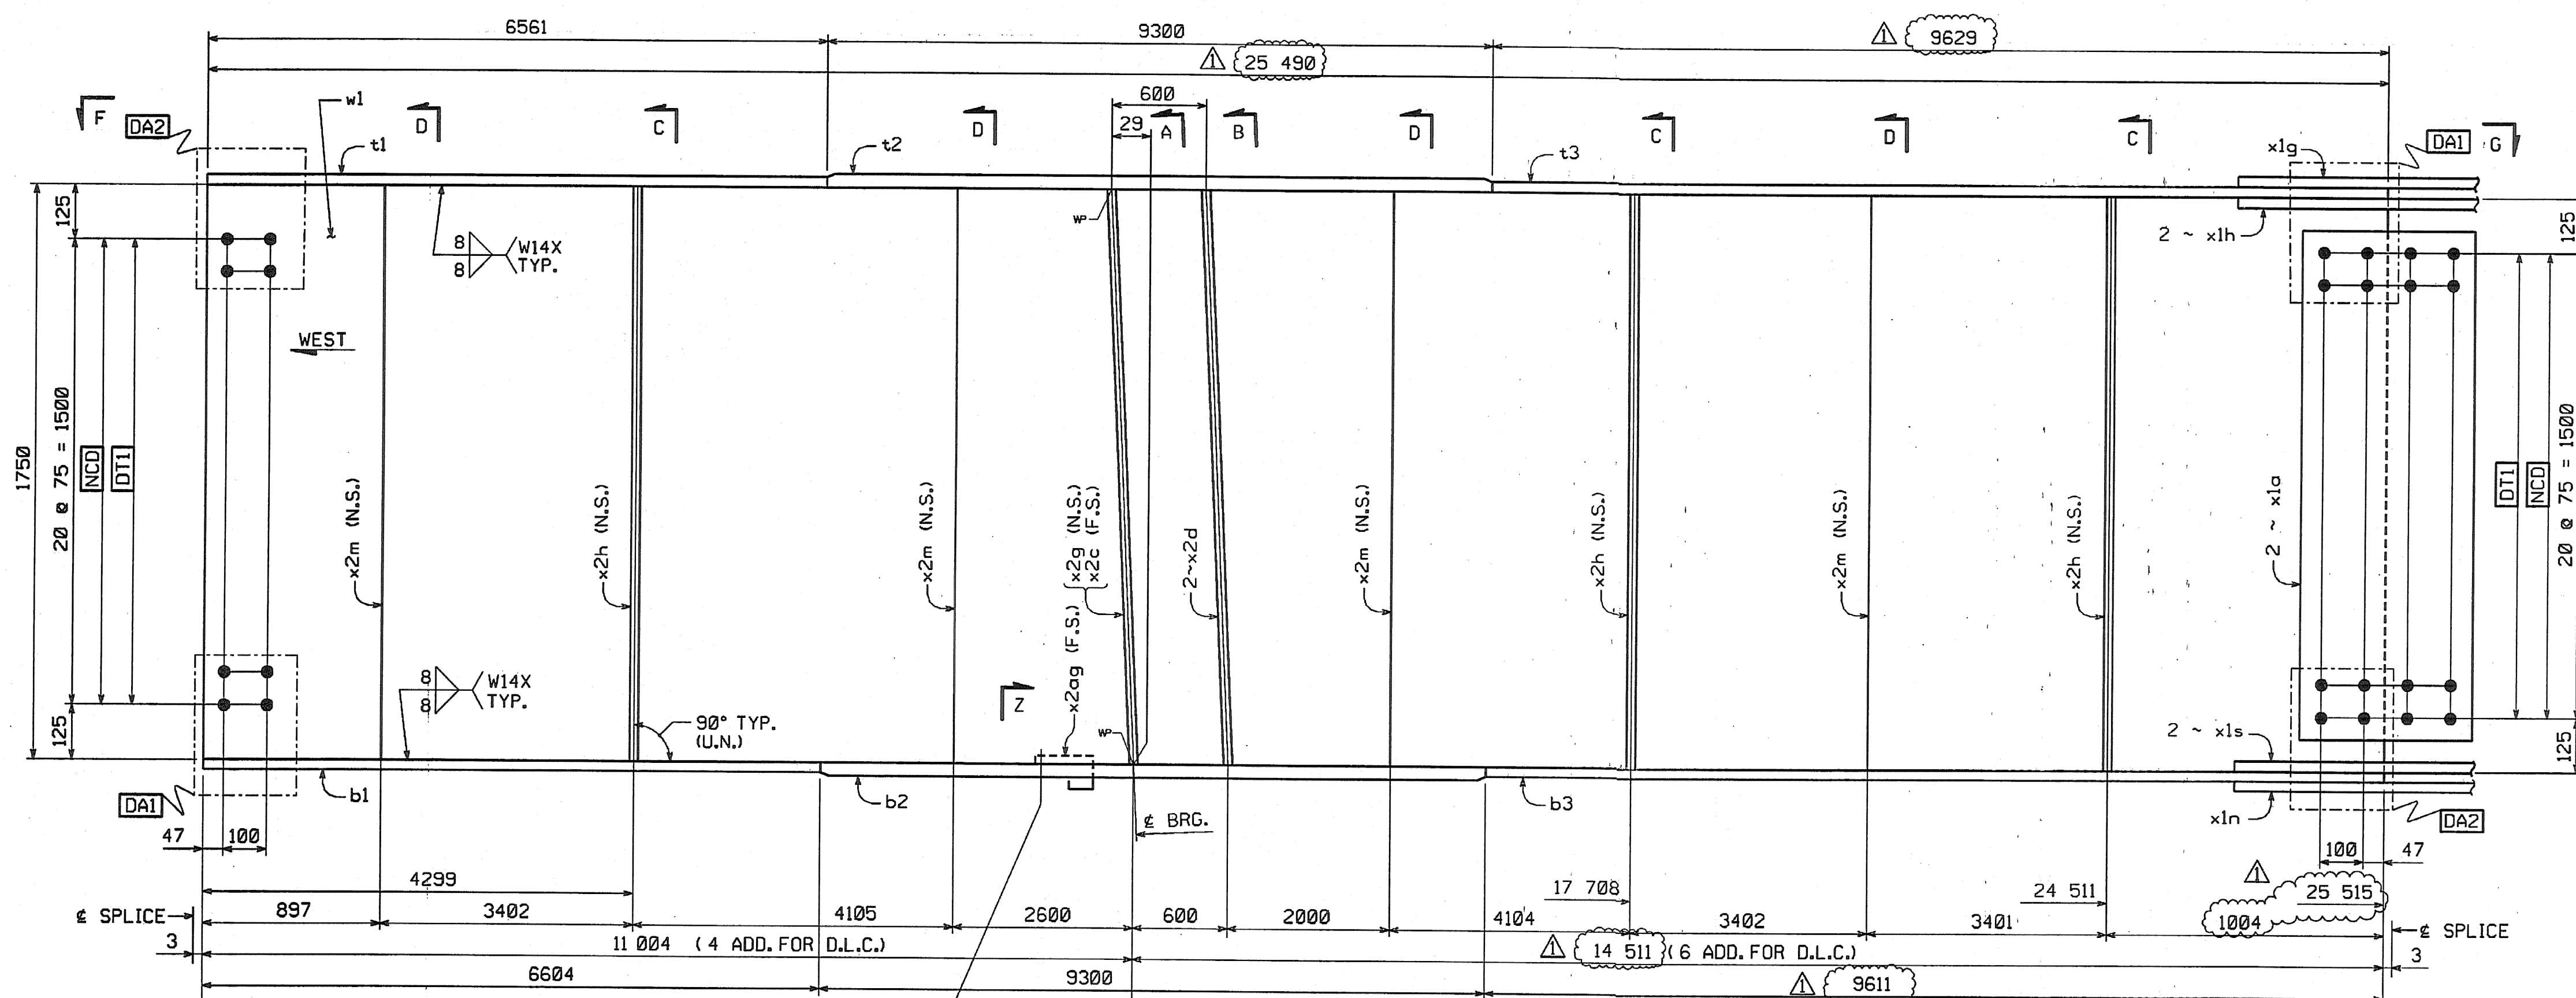 6561
9300
1 9629
1 25 490
600
29
F
DA2
w1
D
C
D
A
B
D
C
D
C
x1g
DA1
G
t1
t2
t3
125
125
WP
8
8
W14X
TYP.
2 ~ x1h
WEST
1750
20 @ 75 = 1500
NCD
DT1
x2m (N.S.)
x2h (N.S.)
x2m (N.S.)
x2g (N.S.)
x2c (F.S.)
2~x2d
x2m (N.S.)
x2h (N.S.)
x2m (N.S.)
x2h (N.S.)
2 ~ x1a
DT1
NCD
20 @ 75 = 1500
x2ag (F.S.)
Z
8
8
W14X
TYP.
90° TYP.
(U.N.)
WP
125
2 ~ x1s
125
DA1
b1
b2
b3
x1n
DA2
47
100
¢ BRG.
100
47
4299
17 708
24 511
1
25 515
¢ SPLICE
897
3402
4105
2600
600
2000
4104
3402
3401
1004
¢ SPLICE
3
11 004 (4 ADD. FOR D.L.C.)
1 14 511 (6 ADD. FOR D.L.C.)
3
6604
9300
1 9611